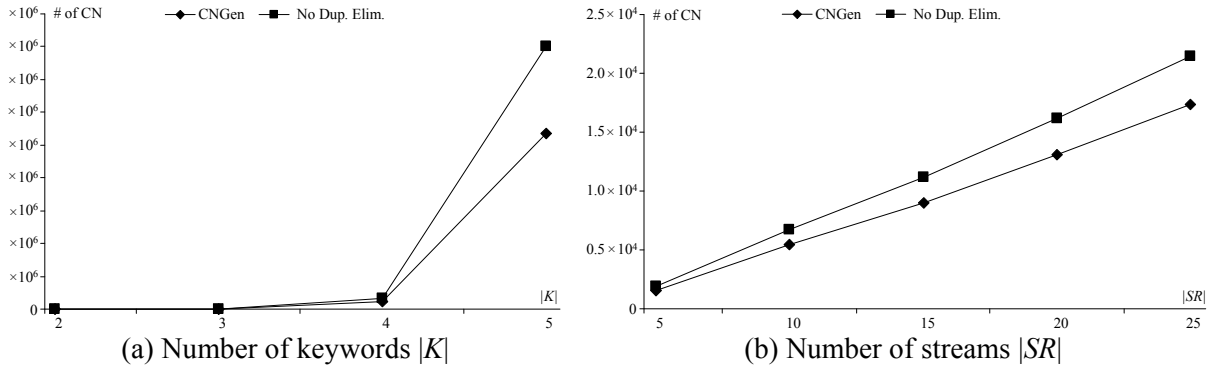 # of CN
CNGen
No Dup. Elim.
×10⁶
×10⁶
×10⁶
×10⁶
×10⁶
×10⁶
×10⁶
×10⁶
×10⁶
0
2
3
4
5
|K|
(a) Number of keywords |K|
# of CN
CNGen
No Dup. Elim.
2.5× 10⁴
2.0× 10⁴
1.5× 10⁴
1.0× 10⁴
0.5× 10⁴
0
5
10
15
20
25
|SR|
(b) Number of streams |SR|